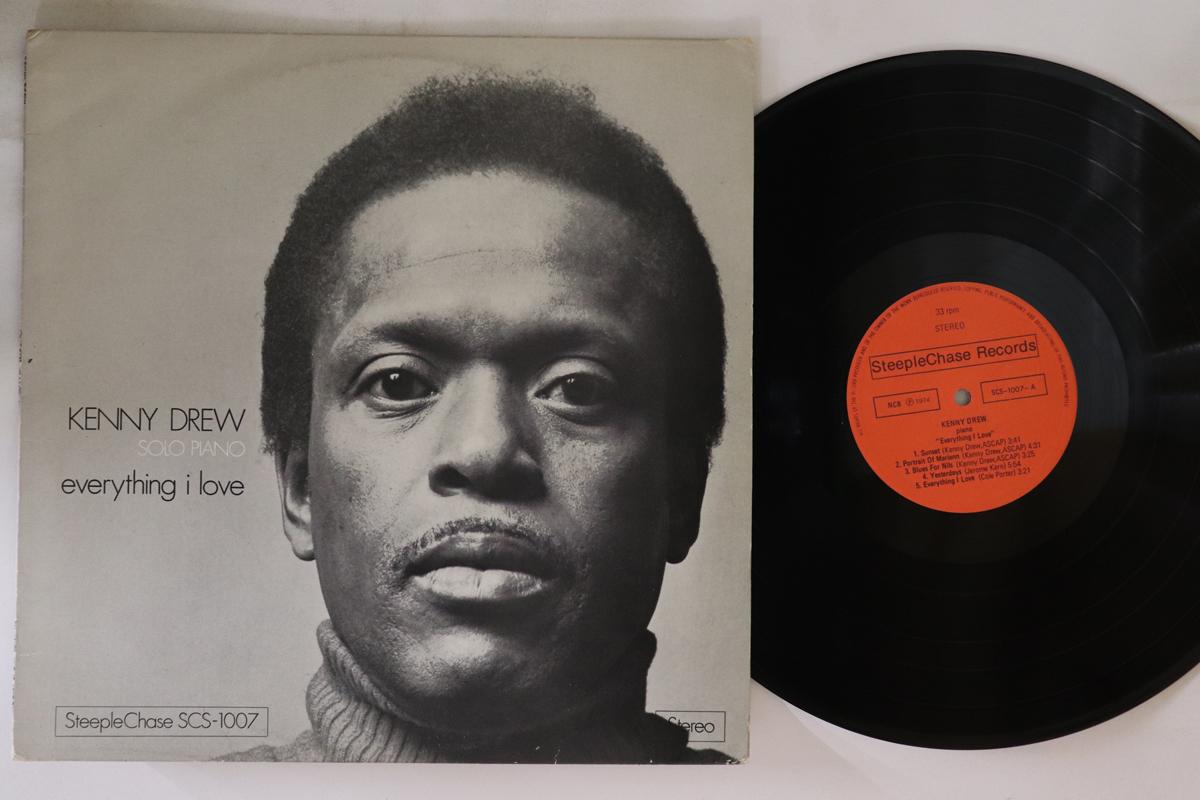 KENNY DREW
SOLO PIANO
everything i love
SteepleChase SCS-1007
Stereo
33 rpm
STEREO
SteepleChase Records
NCB Ⓟ 1974
SCS-1007-A
KENNY DREW
piano
"Everything I Love"
1. Sunset (Kenny Drew,ASCAP) 3:41
2. Portrait Of Mariann (Kenny Drew,ASCAP) 4:31
3. Blues For Nils (Kenny Drew,ASCAP) 3:25
4. Yesterdays (Jerome Kern) 5:54
5. Everything I Love (Cole Porter) 3:21